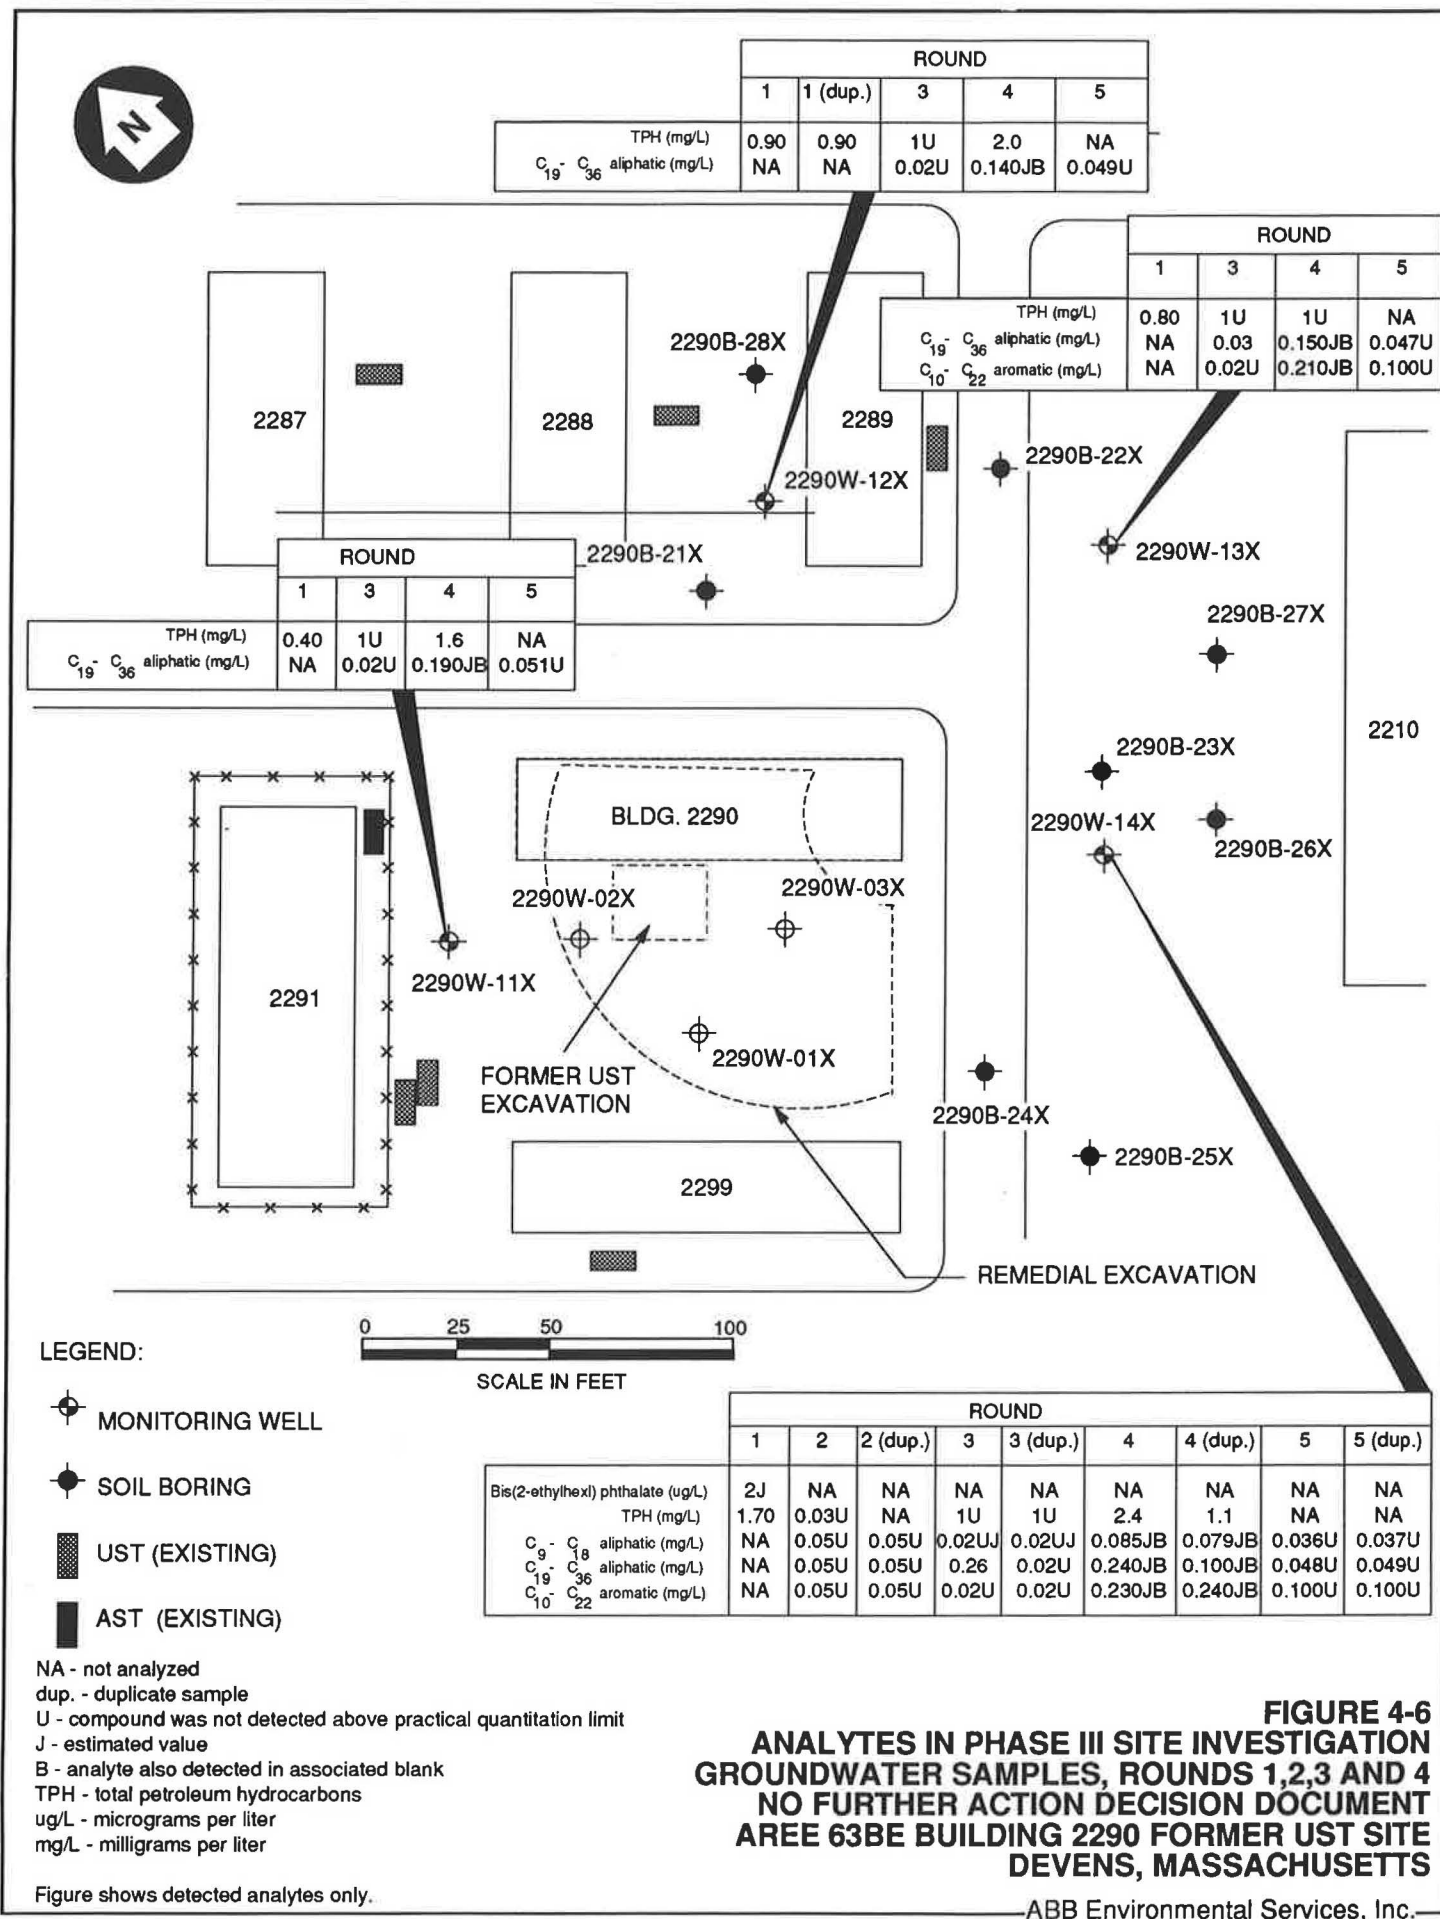 N
ROUND
1 1 (dup.) 3 4 5
TPH (mg/L) 0.90 0.90 1U 2.0 NA
C19- C36 aliphatic (mg/L) NA NA 0.02U 0.140JB 0.049U
ROUND
1 3 4 5
TPH (mg/L) 0.80 1U 1U NA
C19- C36 aliphatic (mg/L) NA 0.03 0.150JB 0.047U
C10- C22 aromatic (mg/L) NA 0.02U 0.210JB 0.100U
2290B-28X
2287
2288
2289
2290B-22X
2290W-12X
2290W-13X
2290B-21X
ROUND
1 3 4 5
TPH (mg/L) 0.40 1U 1.6 NA
C19- C36 aliphatic (mg/L) NA 0.02U 0.190JB 0.051U
2290B-27X
2210
2290B-23X
BLDG. 2290
2290W-14X
2290B-26X
2290W-02X
2290W-03X
2290W-11X
2291
2290W-01X
FORMER UST
EXCAVATION
2290B-24X
2290B-25X
2299
REMEDIAL EXCAVATION
0 25 50 100
SCALE IN FEET
LEGEND:
MONITORING WELL
SOIL BORING
UST (EXISTING)
AST (EXISTING)
ROUND
1 2 2 (dup.) 3 3 (dup.) 4 4 (dup.) 5 5 (dup.)
Bis(2-ethylhexl) phthalate (ug/L) 2J NA NA NA NA NA NA NA NA
TPH (mg/L) 1.70 0.03U NA 1U 1U 2.4 1.1 NA NA
C9- C18 aliphatic (mg/L) NA 0.05U 0.05U 0.02UJ 0.02UJ 0.085JB 0.079JB 0.036U 0.037U
C19- C36 aliphatic (mg/L) NA 0.05U 0.05U 0.26 0.02U 0.240JB 0.100JB 0.048U 0.049U
C10- C22 aromatic (mg/L) NA 0.05U 0.05U 0.02U 0.02U 0.230JB 0.240JB 0.100U 0.100U
NA - not analyzed
dup. - duplicate sample
U - compound was not detected above practical quantitation limit
J - estimated value
B - analyte also detected in associated blank
TPH - total petroleum hydrocarbons
ug/L - micrograms per liter
mg/L - milligrams per liter
Figure shows detected analytes only.
FIGURE 4-6
ANALYTES IN PHASE III SITE INVESTIGATION
GROUNDWATER SAMPLES, ROUNDS 1,2,3 AND 4
NO FURTHER ACTION DECISION DOCUMENT
AREE 63BE BUILDING 2290 FORMER UST SITE
DEVENS, MASSACHUSETTS
ABB Environmental Services, Inc.